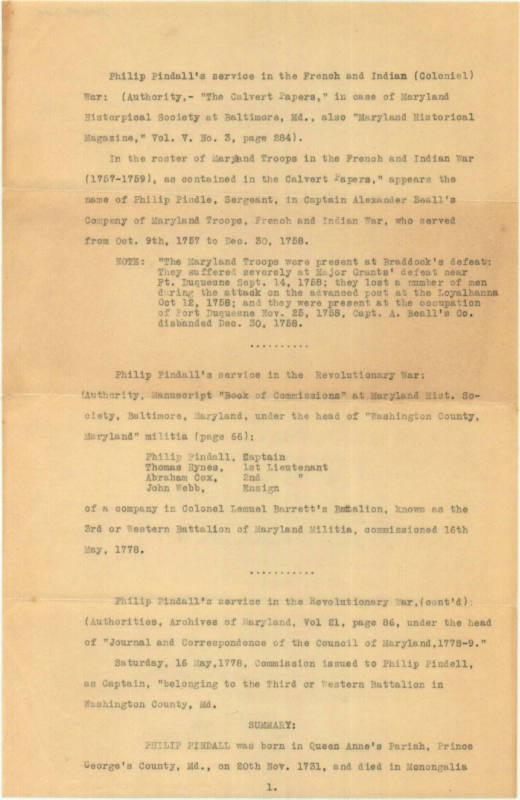 Philip Pindall's service in the French and Indian (Coloniel)
War: (Authority,- "The Calvert Papers," in case of Maryland
Historpical Society at Baltimore, Md., also "Maryland Historical
Magazine," Vol. V. No. 3, page 284).
In the roster of Marpland Troops in the French and Indian War
(1757-1759), as contained in the Calvert Papers," appears the
name of Philip Pindle, Sergeant, in Captain Alexander Beall's
Company of Maryland Troops, French and Indian War, who served
from Oct. 9th, 1757 to Dec. 30, 1758.
NOTE: "The Maryland Troops were present at Braddock's defeat:
They suffered severely at Major Grants' defeat near
Ft. Duquesne Sept. 14, 1758; they lost a number of men
during the attack on the advanced post at the Loyalhanna
Oct 12, 1758; and they were present at the occupation
of Fort Duquesne Nov. 25, 1758, Capt. A. Beall's Co.
disbanded Dec. 30, 1758.
..........
Philip Pindall's service in the Revolutionary War:
(Authority, Manuscript "Book of Commissions" at Maryland Hist. So-
ciety, Baltimore, Maryland, under the head of "Washington County,
Maryland" militia (page 66):
Philip Pindall, Captain
Thomas Hynes, 1st Lieutenant
Abraham Cox, 2nd "
John Webb, Ensign
of a company in Colonel Lemuel Barrett's Battalion, known as the
3rd or Western Battalion of Maryland Militia, commissioned 16th
May, 1778.
...........
Philip Pindall's service in the Revolutionary War,(cont'd):
(Authorities, Archives of Maryland, Vol 21, page 86, under the head
of "Journal and Correspondence of the Council of Maryland,1778-9."
Saturday, 16 May,1778, Commission issued to Philip Pindell,
as Captain, "belonging to the Third or Western Battalion in
Washington County, Md.
SUMMARY:
PHILIP PINDALL was born in Queen Anne's Parish, Prince
George's County, Md., on 20th Nov. 1731, and died in Monongalia
1.